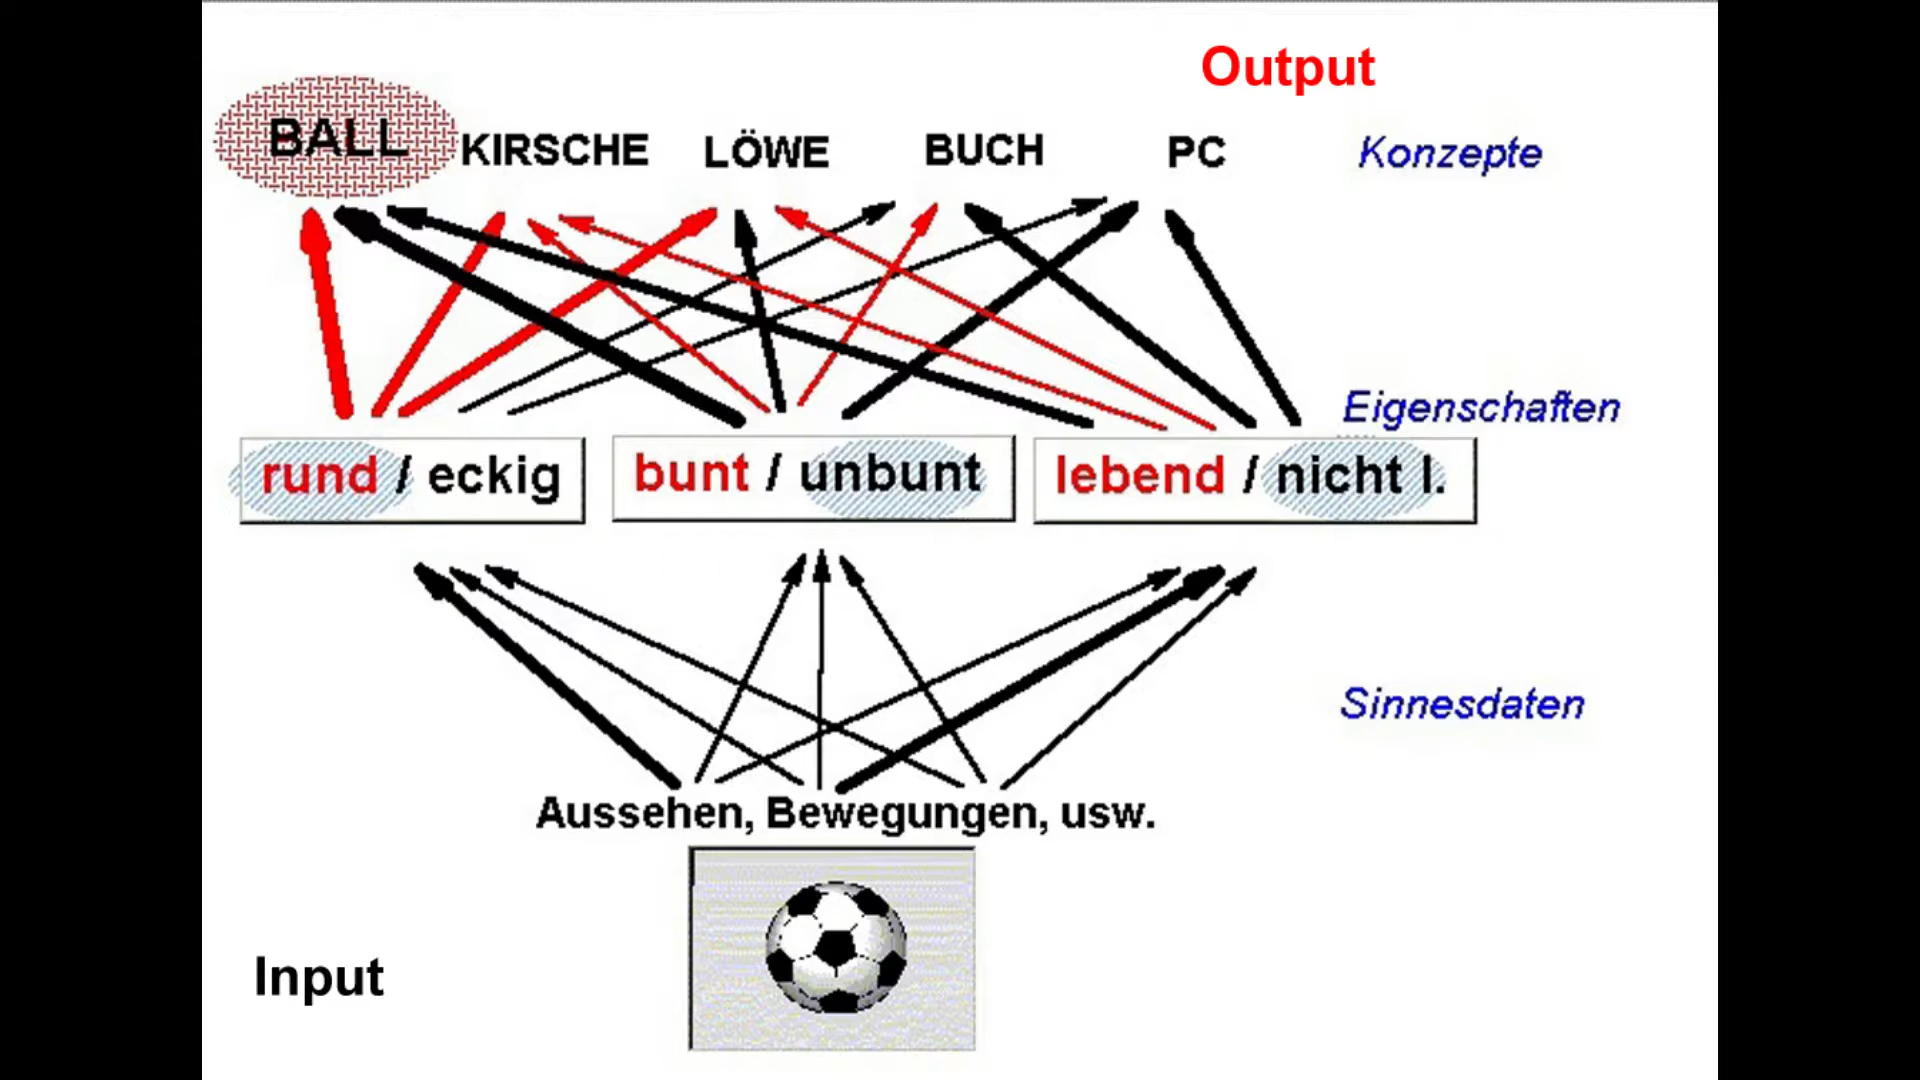 Output
BALL KIRSCHE LÖWE BUCH PC Konzepte
Eigenschaften
rund / eckig bunt / unbunt lebend / nicht l.
Sinnesdaten
Aussehen, Bewegungen, usw.
Input